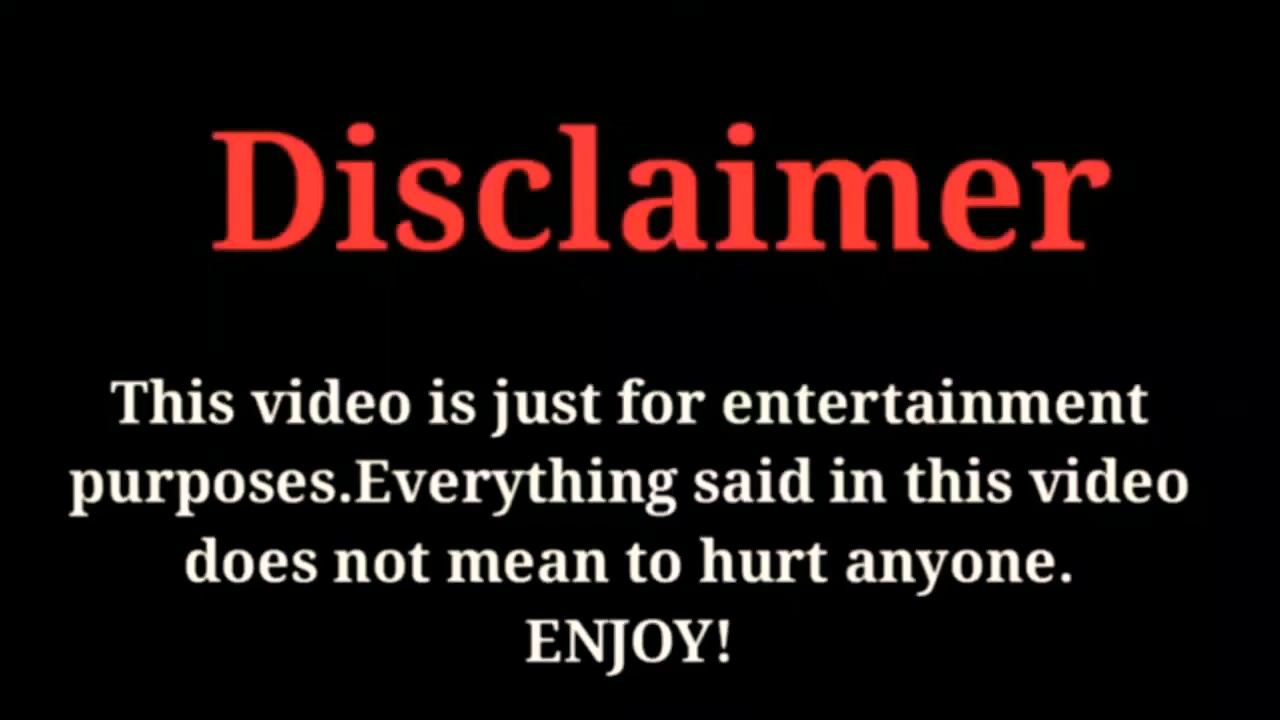 Disclaimer
This video is just for entertainment
purposes.Everything said in this video
does not mean to hurt anyone.
ENJOY!